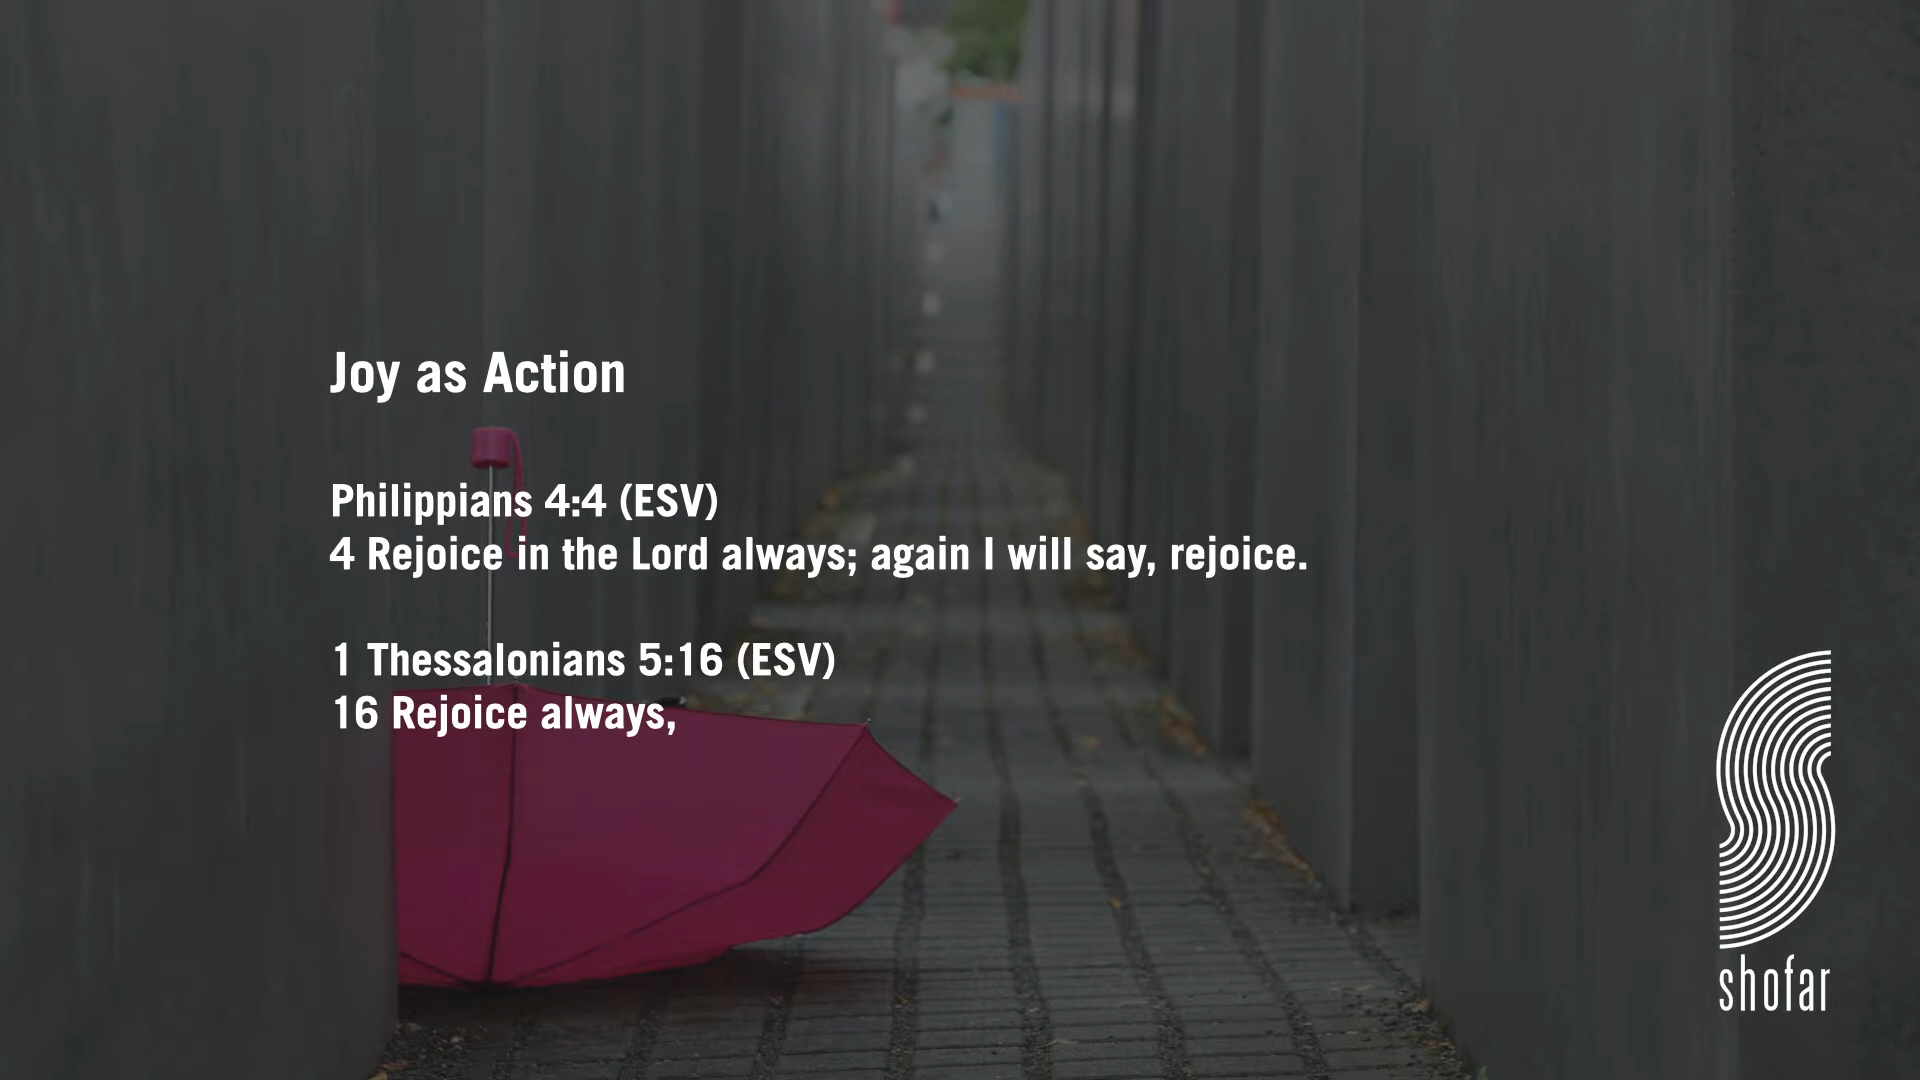 Joy as Action
Philippians 4:4 (ESV)
4 Rejoice in the Lord always; again I will say, rejoice.
1 Thessalonians 5:16 (ESV)
16 Rejoice always,
shofar